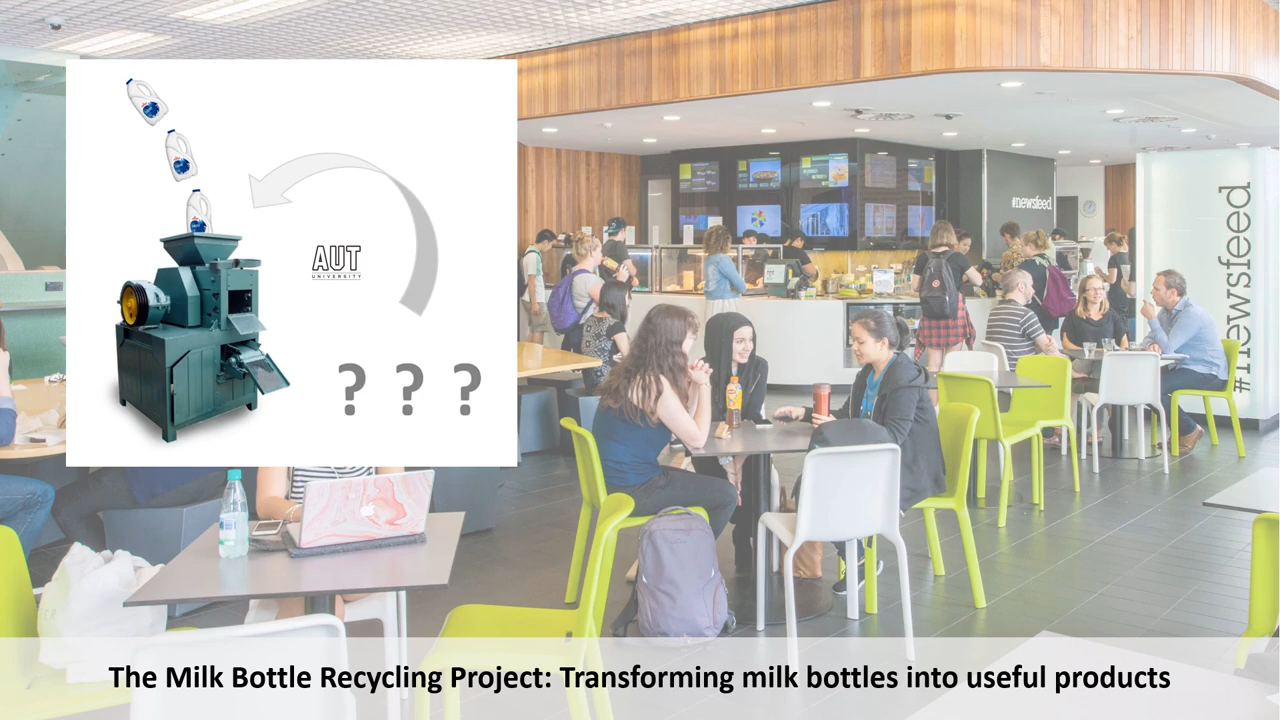 AUT
UNIVERSITY
? ? ?
#newsfeed
#newsfeed
The Milk Bottle Recycling Project: Transforming milk bottles into useful products